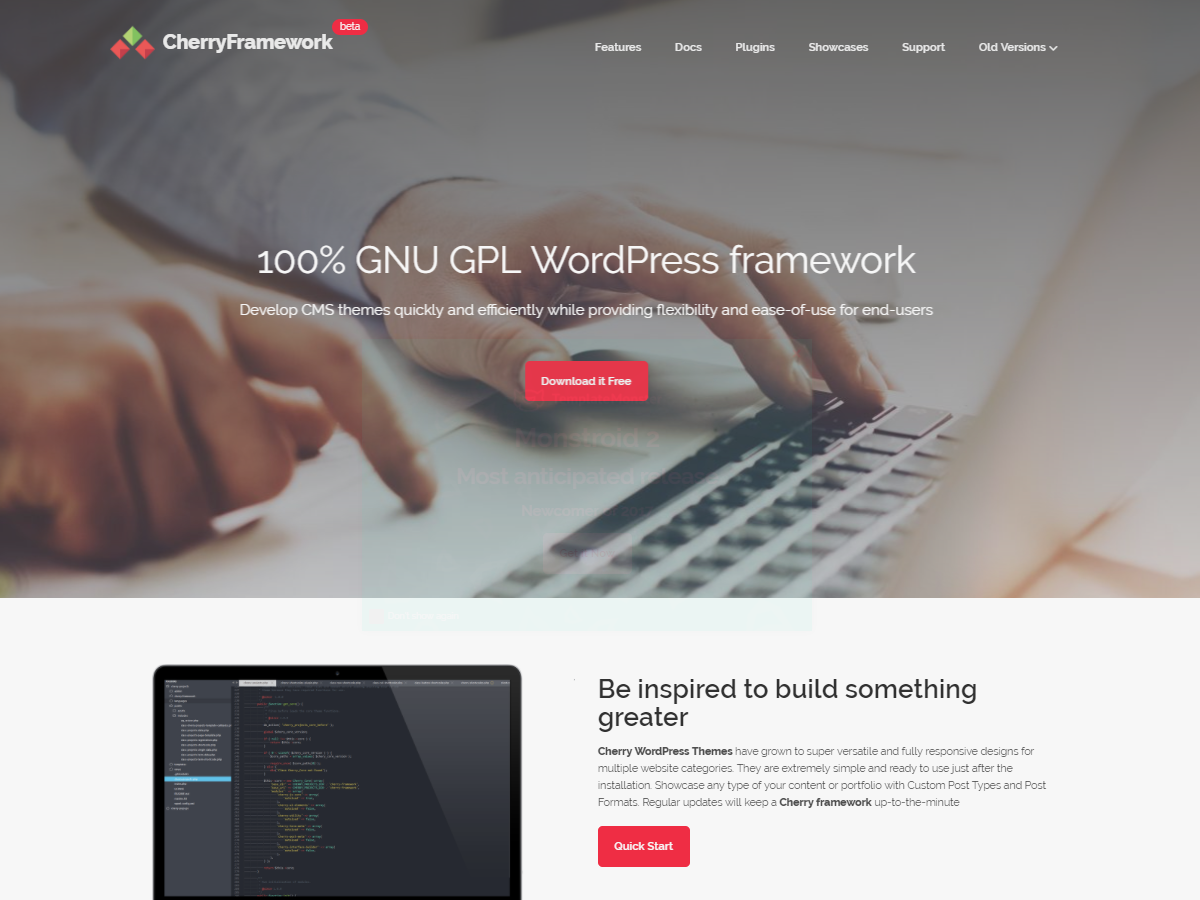 CherryFramework
beta
Features
Docs
Plugins
Showcases
Support
Old Versions
100% GNU GPL WordPress framework
Develop CMS themes quickly and efficiently while providing flexibility and ease-of-use for end-users
Download it Free
Monstroid 2
Most anticipated release
Be inspired to build something
greater
Cherry WordPress Themes have grown to super versatile and fully responsive designs for
multiple website categories. They are extremely simple and ready to use just after the
installation. Showcase any type of your content or portfolio with Custom Post Types and Post
Formats. Regular updates will keep a Cherry framework up-to-the-minute
Quick Start